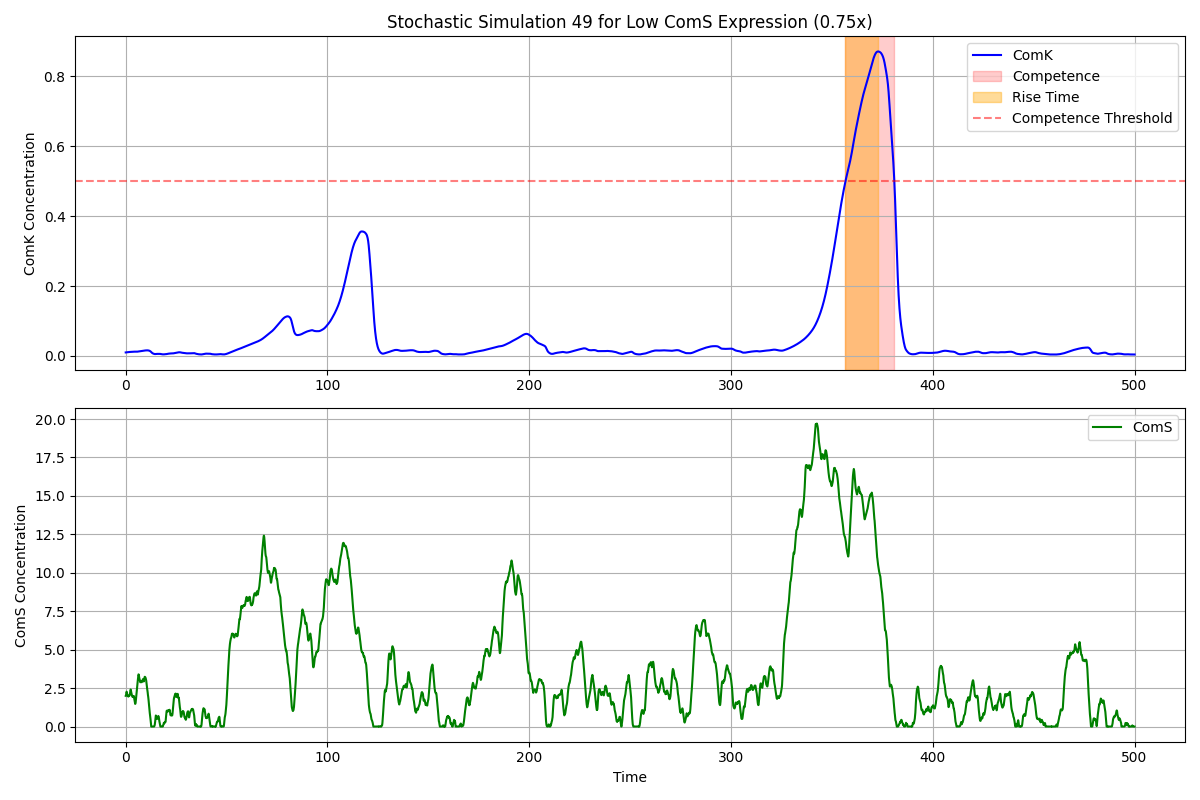 Stochastic Simulation 49 for Low ComS Expression (0.75x)
ComK Concentration
0.8
0.6
0.4
0.2
0.0
ComK
Competence
Rise Time
Competence Threshold
0 100 200 300 400 500
ComS Concentration
20.0
17.5
15.0
12.5
10.0
7.5
5.0
2.5
0.0
ComS
0 100 200 300 400 500
Time